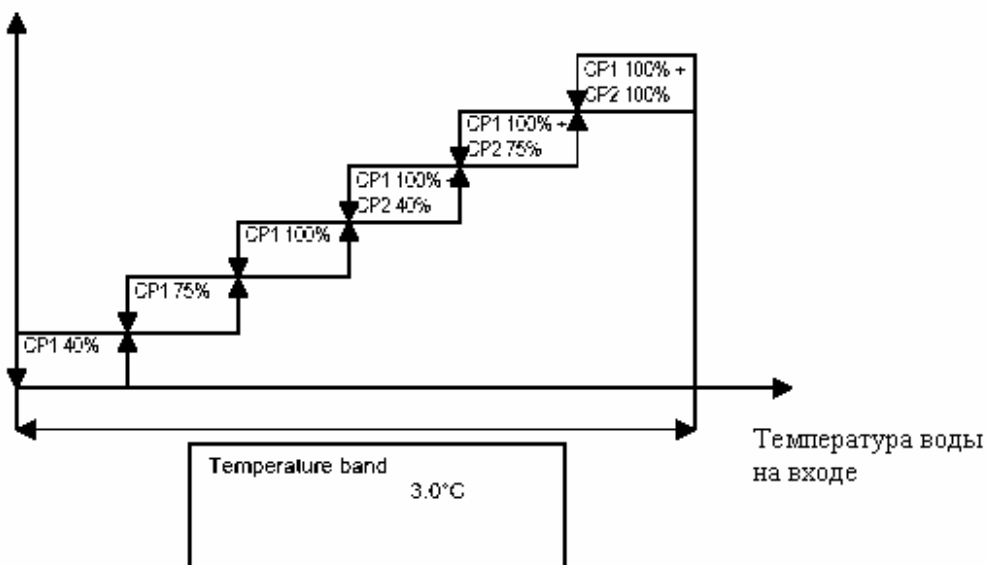 CP1 100% +
CP2 100%
CP1 100% +
CP2 75%
CP1 100% +
CP2 40%
CP1 100%
CP1 75%
CP1 40%
Температура воды
на входе
Temperature band
3.0°C